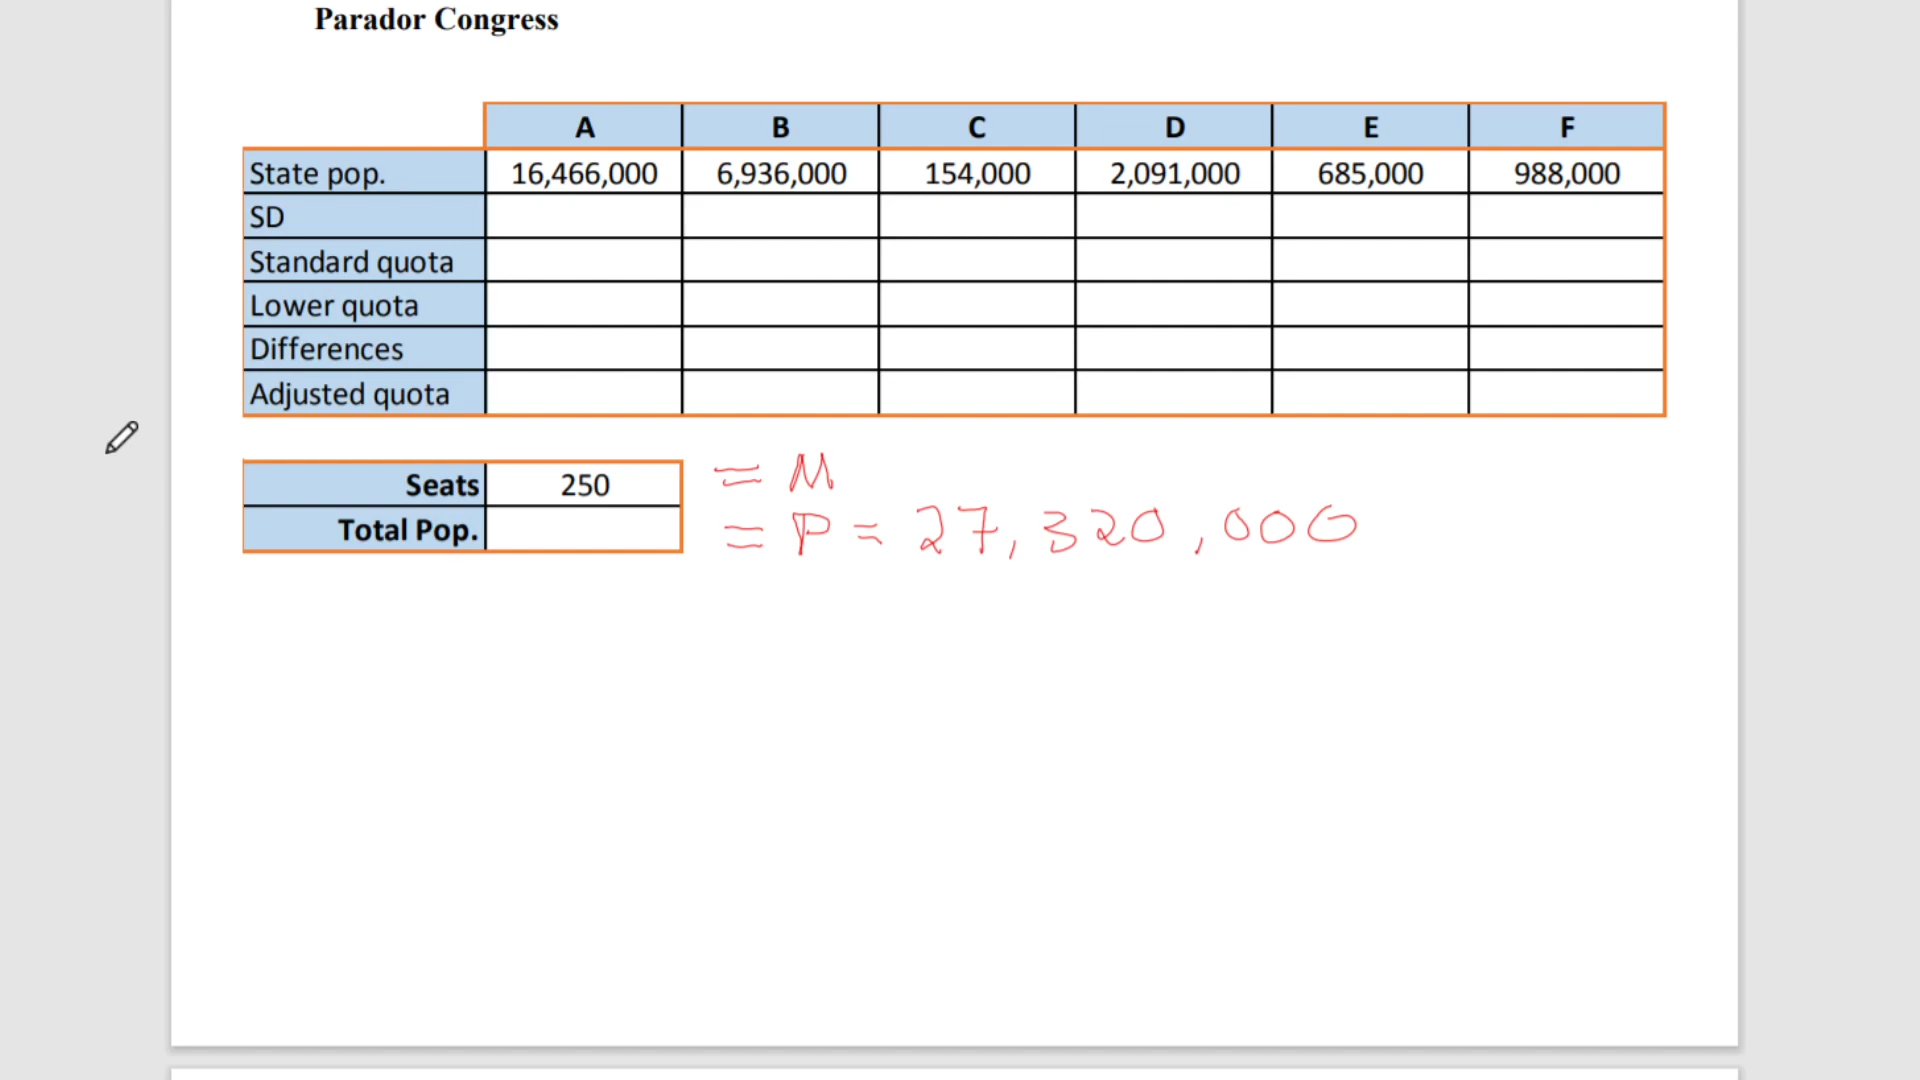 Parador Congress
A B C D E F
State pop. 16,466,000 6,936,000 154,000 2,091,000 685,000 988,000
SD
Standard quota
Lower quota
Differences
Adjusted quota
Seats 250 = M
Total Pop. = P = 27,320,000